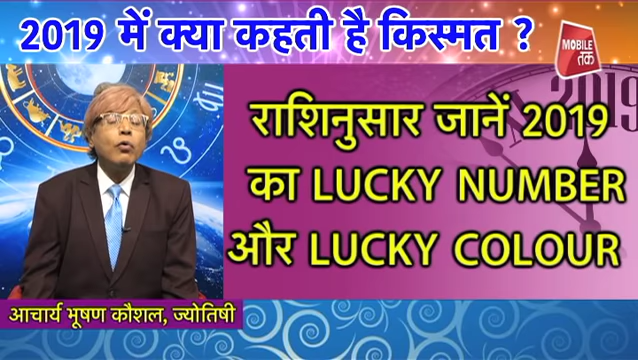 2019 में क्या कहती है किस्मत ?
MOBILE
तक
राशिनुसार जानें 2019
का LUCKY NUMBER
और LUCKY COLOUR
आचार्य भूषण कौशल, ज्योतिषी